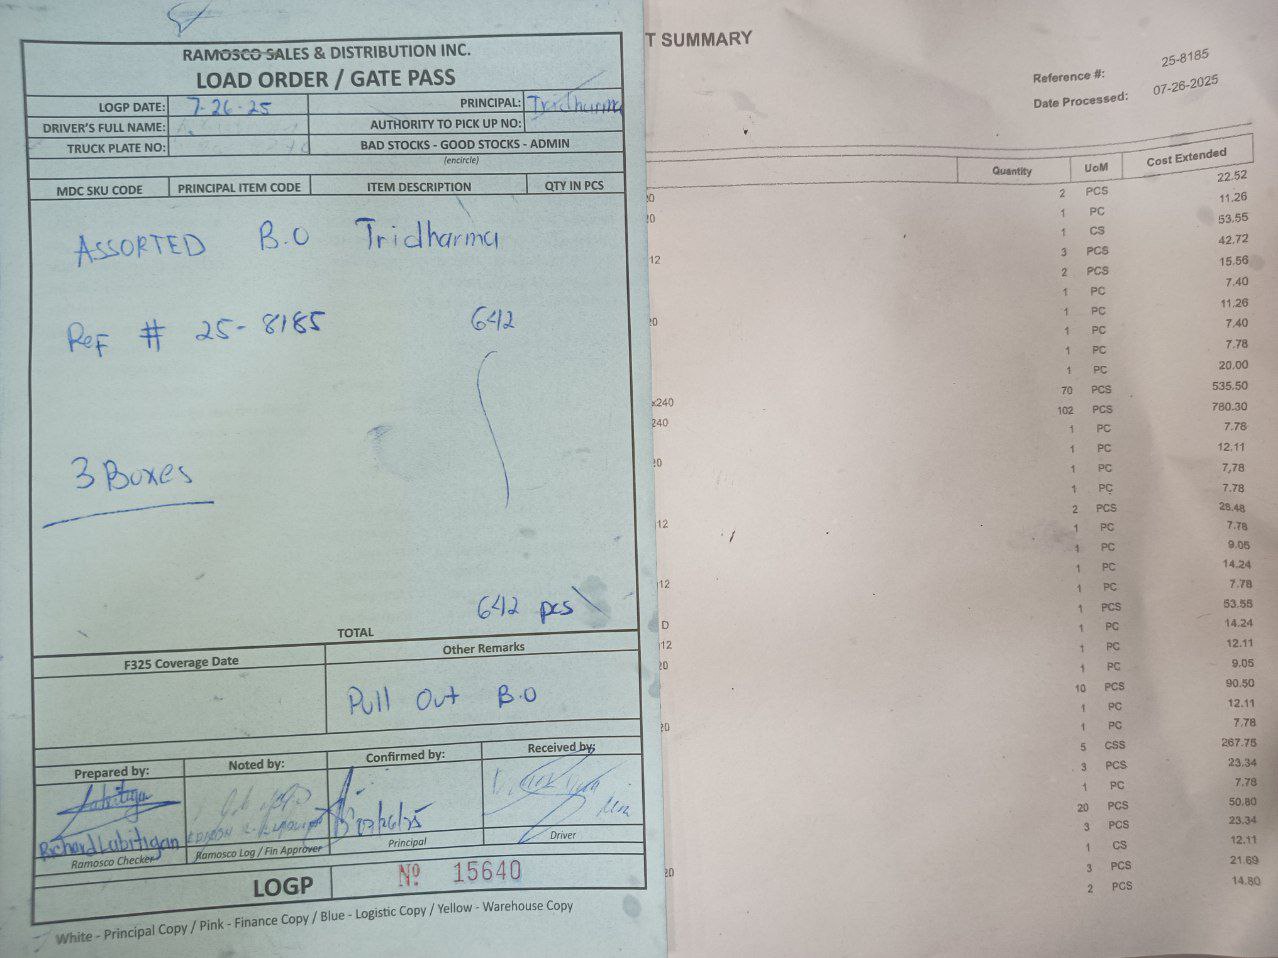 RAMOSCO SALES & DISTRIBUTION INC.
LOAD ORDER / GATE PASS
LOGP DATE: 7-26-25
PRINCIPAL: Tridharma
DRIVER'S FULL NAME:
AUTHORITY TO PICK UP NO:
TRUCK PLATE NO:
BAD STOCKS - GOOD STOCKS - ADMIN
(encircle)
MDC SKU CODE PRINCIPAL ITEM CODE ITEM DESCRIPTION QTY IN PCS
ASSORTED B.O Tridharma
Ref # 25-8185 642
3 Boxes
642 pcs
TOTAL
F325 Coverage Date
Other Remarks
Pull Out B.O
Prepared by: Noted by: Confirmed by: Received by:
Richard Lubitigan
07/26/25
Ramosco Checker Ramosco Log / Fin Approver Principal Driver
LOGP Nº 15640
White - Principal Copy / Pink - Finance Copy / Blue - Logistic Copy / Yellow - Warehouse Copy
T SUMMARY
Reference #: 25-8185
Date Processed: 07-26-2025
Quantity UoM Cost Extended
20 2 PCS 22.52
20 1 PC 11.26
1 CS 53.55
12 3 PCS 42.72
2 PCS 15.56
1 PC 7.40
20 1 PC 11.26
1 PC 7.40
1 PC 7.78
1 PC 20.00
x240 70 PCS 535.50
240 102 PCS 780.30
1 PC 7.78
20 1 PC 12.11
1 PC 7.78
1 PC 7.78
12 2 PCS 28.48
1 PC 7.78
1 PC 9.05
12 1 PC 14.24
1 PC 7.78
D 1 PCS 53.55
12 1 PC 14.24
20 1 PC 12.11
1 PC 9.05
10 PCS 90.50
20 1 PC 12.11
1 PC 7.78
5 CSS 267.75
3 PCS 23.34
1 PC 7.78
20 PCS 50.80
3 PCS 23.34
20 1 CS 12.11
3 PCS 21.69
2 PCS 14.80